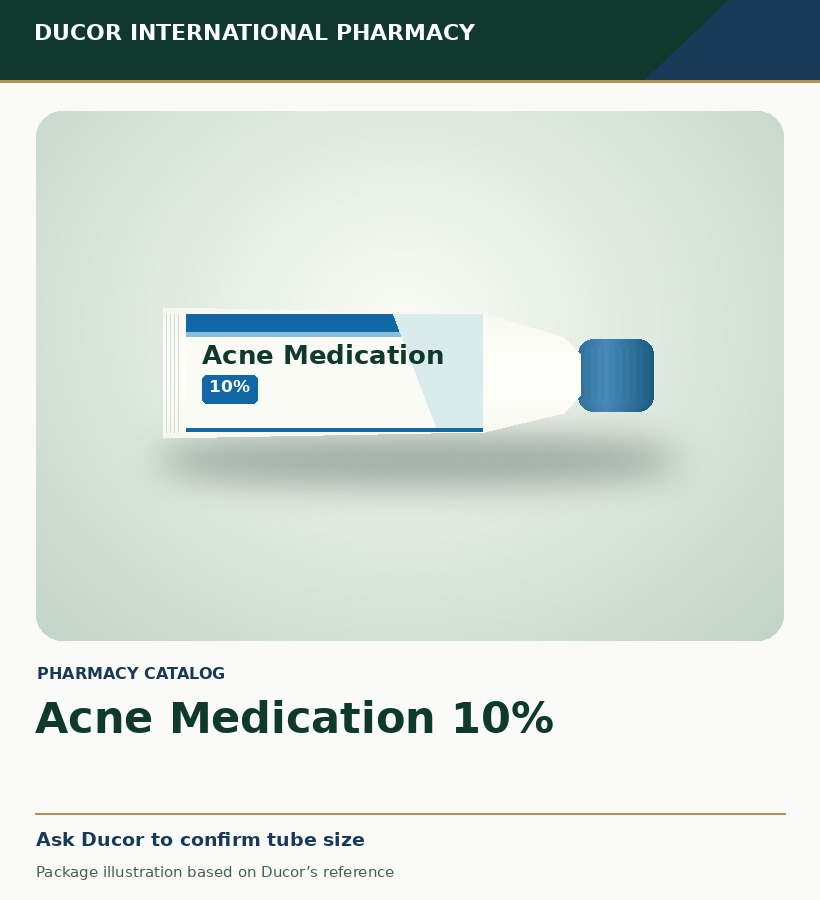 DUCOR INTERNATIONAL PHARMACY
Acne Medication
10%
PHARMACY CATALOG
Acne Medication 10%
Ask Ducor to confirm tube size
Package illustration based on Ducor’s reference